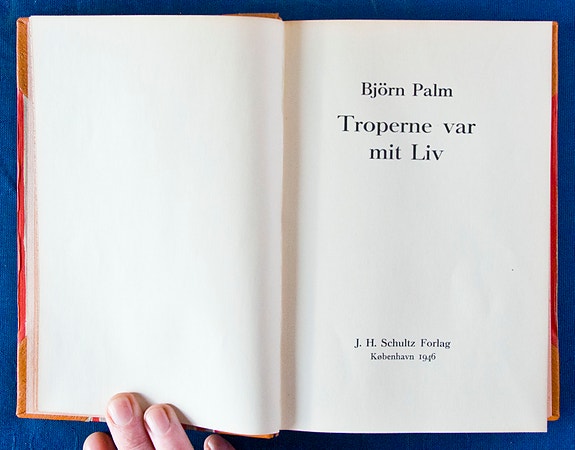 Björn Palm
Troperne var
mit Liv
J. H. Schultz Forlag
København 1946